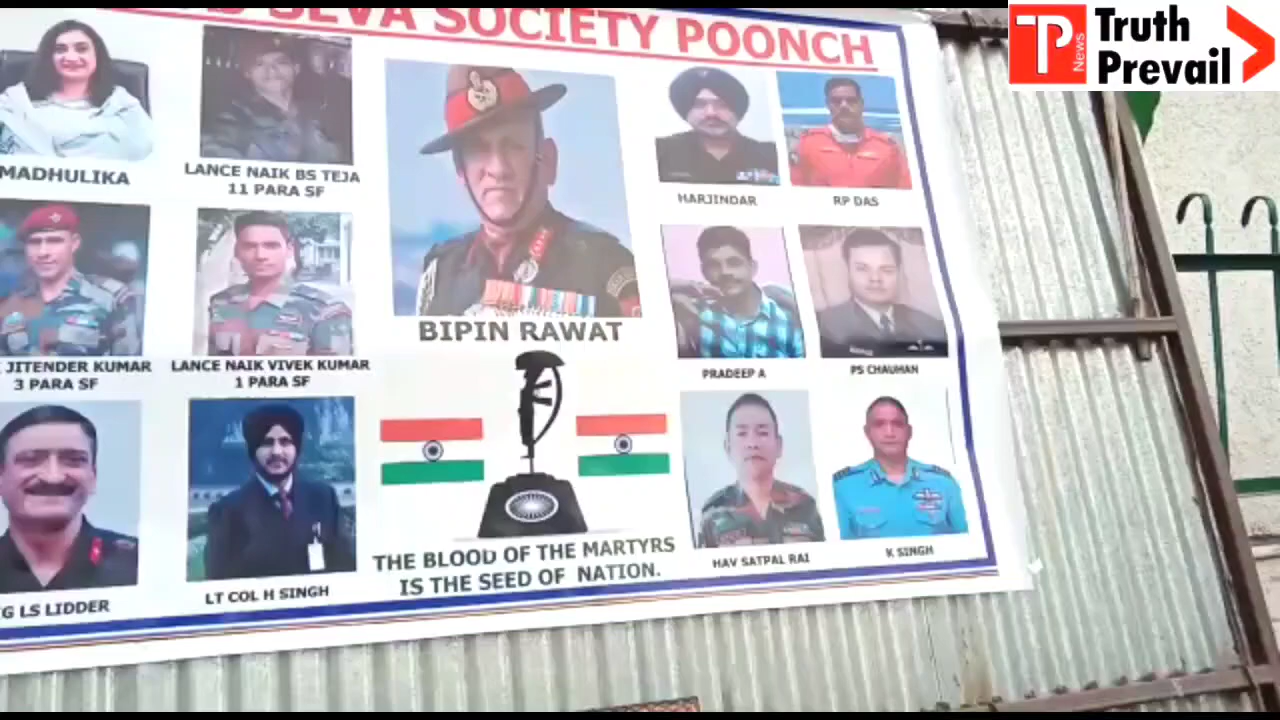 SEVA SOCIETY POONCH
MADHULIKA
LANCE NAIK BS TEJA
11 PARA SF
BIPIN RAWAT
HARJINDAR
RP DAS
JITENDER KUMAR
3 PARA SF
LANCE NAIK VIVEK KUMAR
1 PARA SF
PRADEEP A
PS CHAUHAN
LS LIDDER
LT COL H SINGH
THE BLOOD OF THE MARTYRS
IS THE SEED OF NATION.
HAV SATPAL RAI
K SINGH
TP News
Truth
Prevail